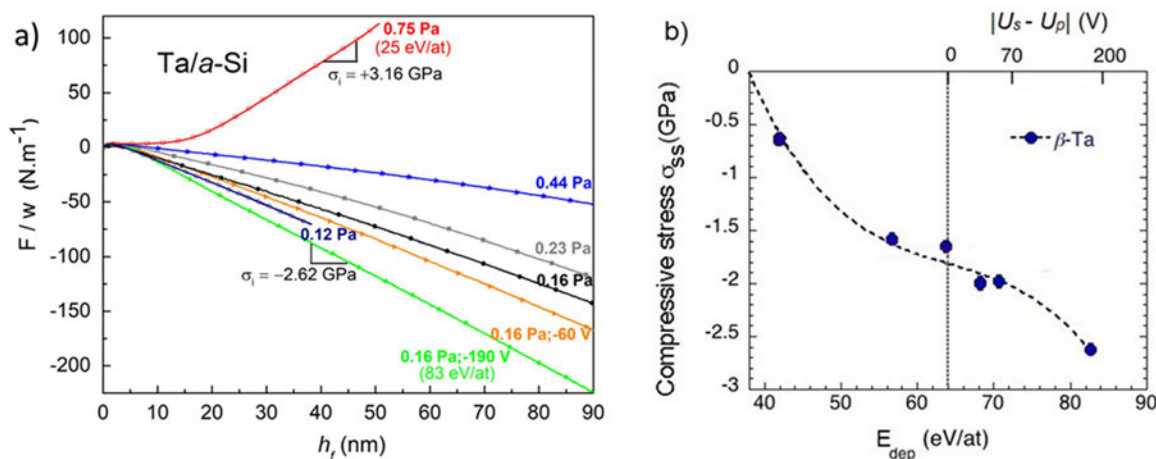 a)
Ta/a-Si
0.75 Pa
(25 eV/at)
σi = +3.16 GPa
0.44 Pa
0.23 Pa
0.12 Pa
0.16 Pa
σi = −2.62 GPa
0.16 Pa;-60 V
0.16 Pa;-190 V
(83 eV/at)
F / w (N.m-1)
100
50
0
-50
-100
-150
-200
0 10 20 30 40 50 60 70 80 90
hf (nm)
b)
|Us - Up| (V)
0 70 200
β-Ta
Compressive stress σSS (GPa)
0
-0.5
-1
-1.5
-2
-2.5
-3
40 50 60 70 80 90
Edep (eV/at)